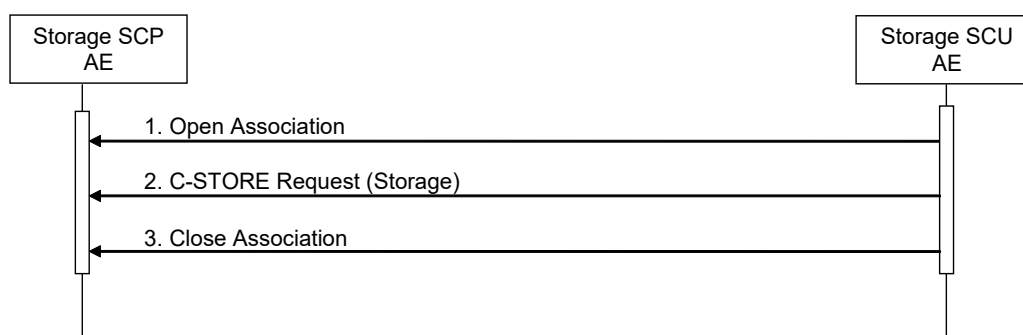 Storage SCP
AE
Storage SCU
AE
1. Open Association
2. C-STORE Request (Storage)
3. Close Association